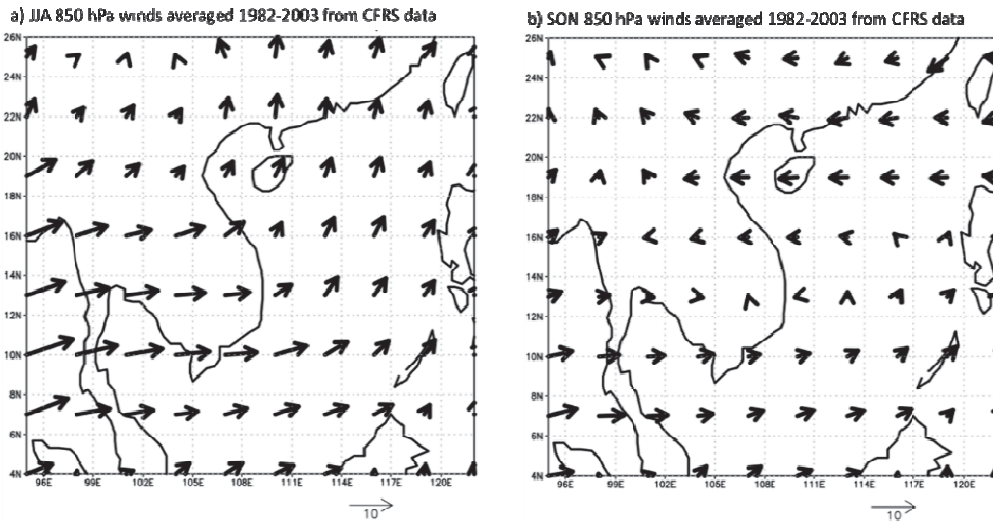 a) JJA 850 hPa winds averaged 1982-2003 from CFRS data
26N
24N
22N
20N
18N
16N
14N
12N
10N
8N
6N
4N
96E 99E 102E 105E 108E 111E 114E 117E 120E
10
b) SON 850 hPa winds averaged 1982-2003 from CFRS data
26N
24N
22N
20N
18N
16N
14N
12N
10N
8N
6N
4N
96E 99E 102E 105E 108E 111E 114E 117E 120E
10